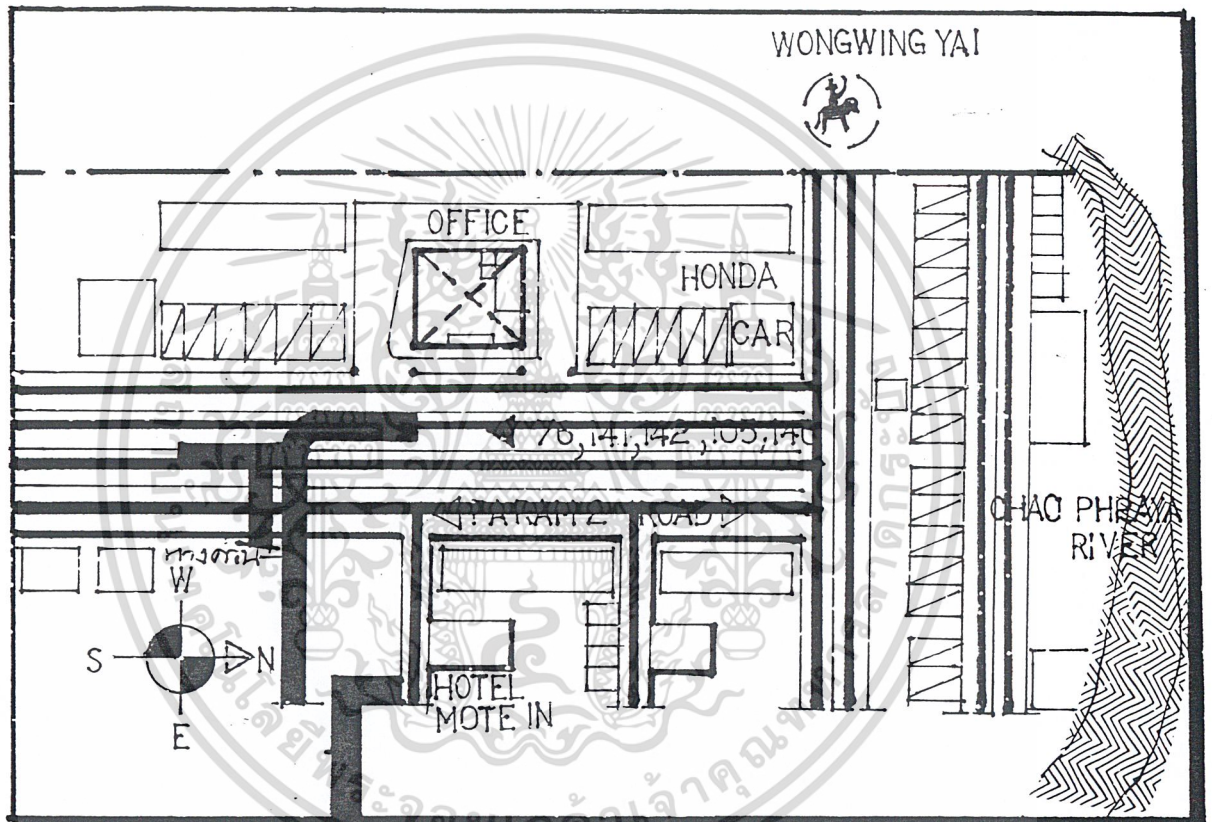 WONGWING YAI
OFFICE
HONDA
CAR
76,141,142,105,140
PARAM 2 ROAD
CHAO PHRAYA
RIVER
W
S
N
E
HOTEL
MOTE IN